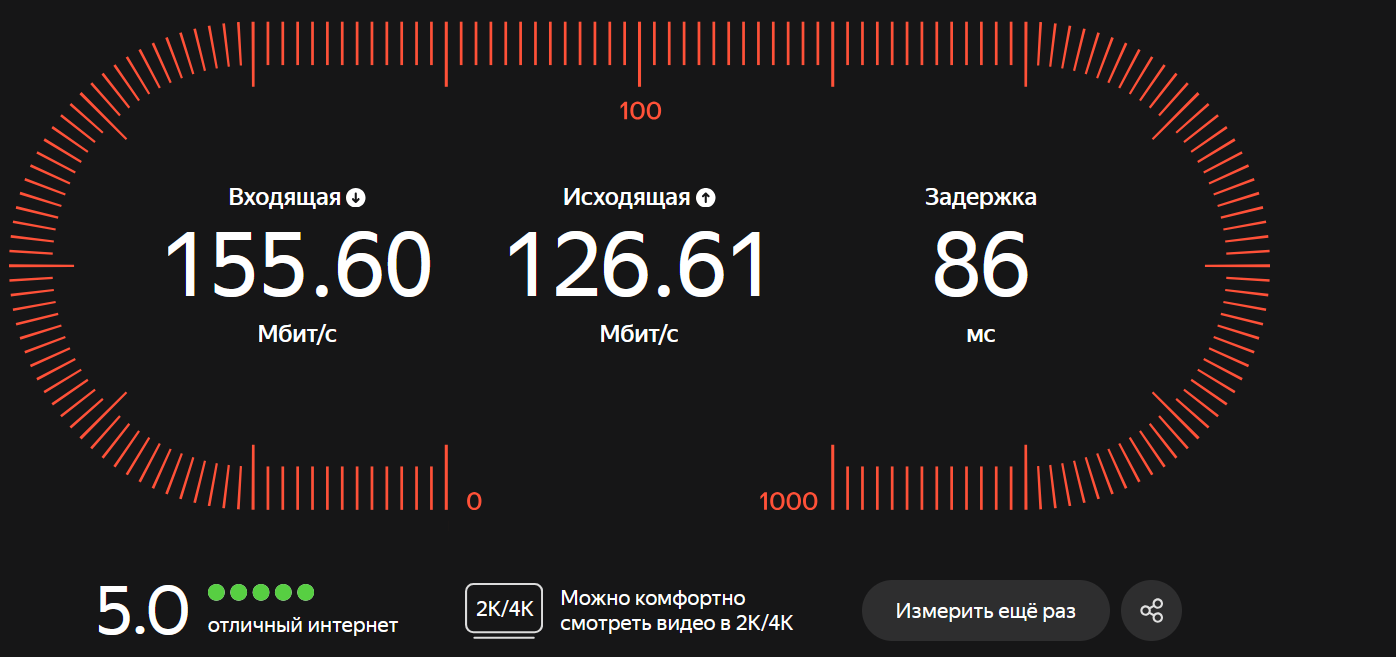 100
Входящая
155.60
Мбит/с
Исходящая
126.61
Мбит/с
Задержка
86
мс
0
1000
5.0
отличный интернет
2K/4K
Можно комфортно
смотреть видео в 2K/4K
Измерить ещё раз